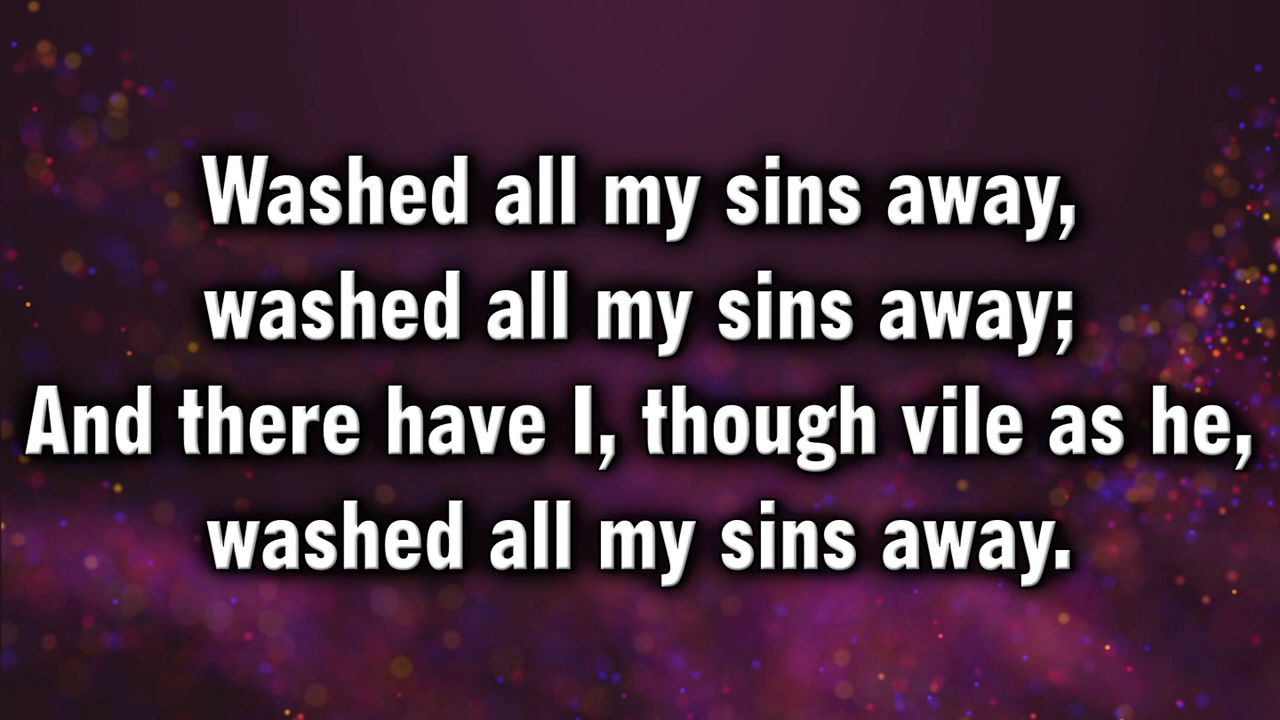 Washed all my sins away,
washed all my sins away;
And there have I, though vile as he,
washed all my sins away.